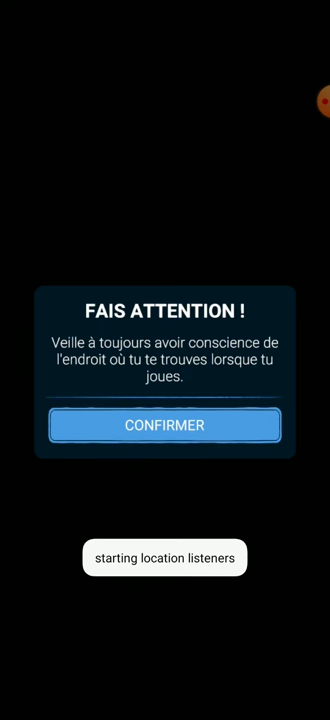 FAIS ATTENTION !
Veille à toujours avoir conscience de
l'endroit où tu te trouves lorsque tu
joues.
CONFIRMER
starting location listeners